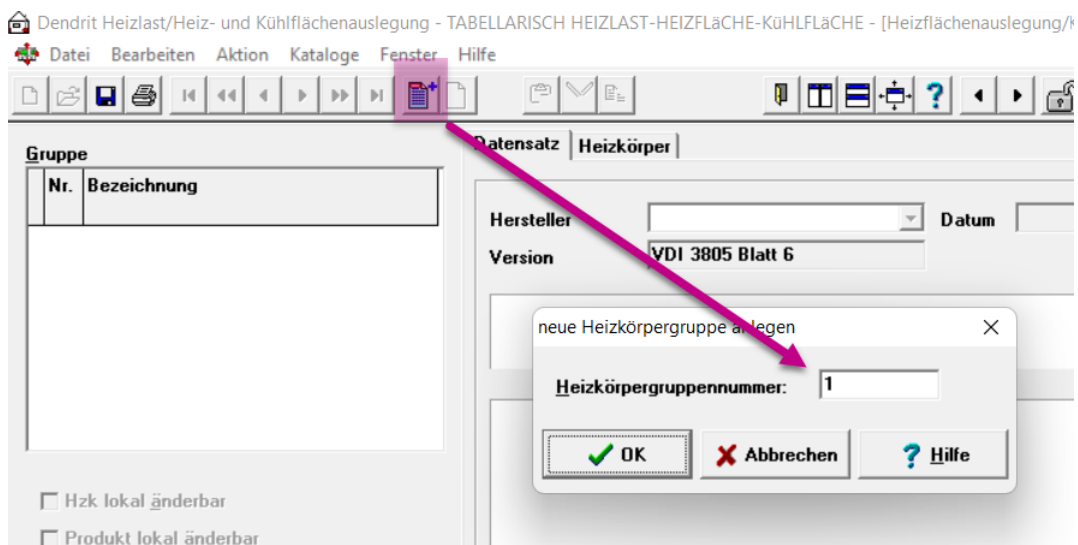 Dendrit Heizlast/Heiz- und Kühlflächenauslegung - TABELLARISCH HEIZLAST-HEIZFLäCHE-KüHLFLäCHE - [Heizflächenauslegung/K
Datei Bearbeiten Aktion Kataloge Fenster Hilfe
Gruppe
Nr. Bezeichnung
Datensatz Heizkörper
Hersteller Datum
Version VDI 3805 Blatt 6
neue Heizkörpergruppe anlegen
Heizkörpergruppennummer: 1
OK Abbrechen Hilfe
Hzk lokal änderbar
Produkt lokal änderbar